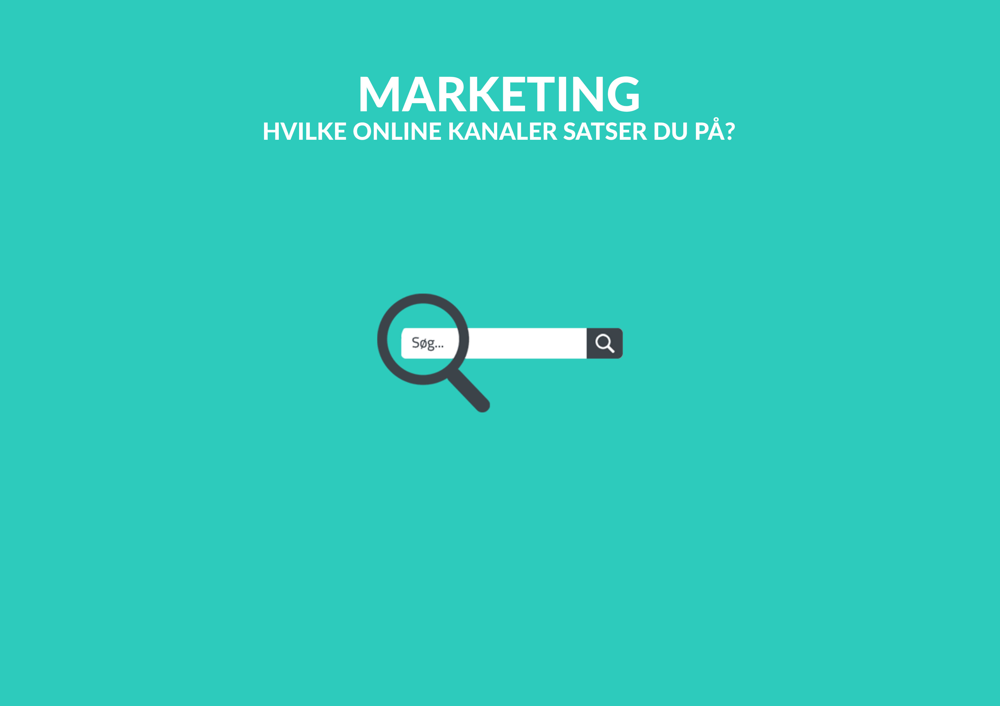 MARKETING
HVILKE ONLINE KANALER SATSER DU PÅ?
Søg...